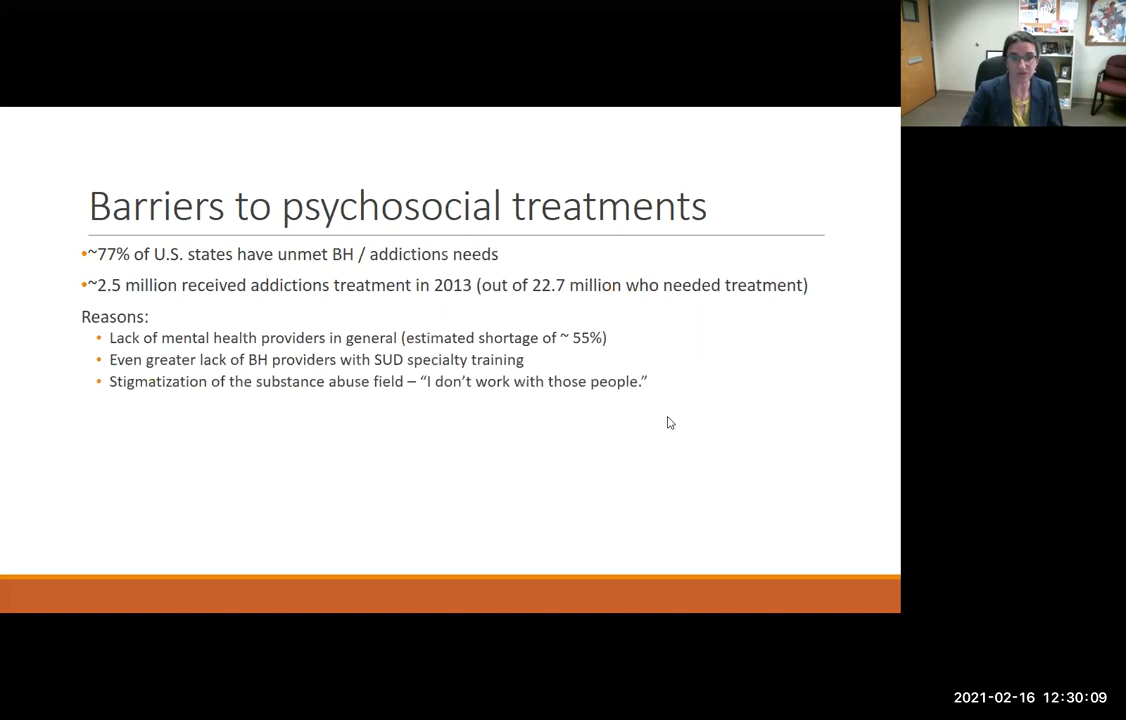 Barriers to psychosocial treatments
•~77% of U.S. states have unmet BH / addictions needs
•~2.5 million received addictions treatment in 2013 (out of 22.7 million who needed treatment)
Reasons:
• Lack of mental health providers in general (estimated shortage of ~ 55%)
• Even greater lack of BH providers with SUD specialty training
• Stigmatization of the substance abuse field – “I don’t work with those people.”
2021-02-16 12:30:09